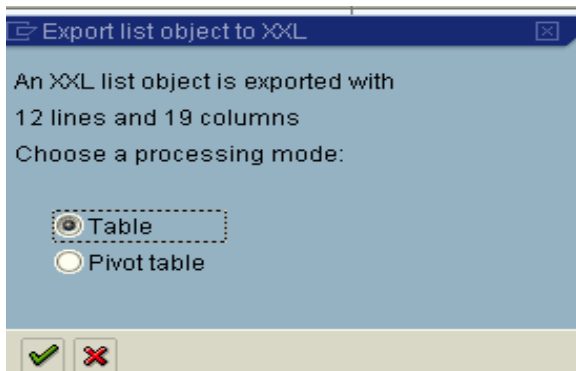 Export list object to XXL
An XXL list object is exported with
12 lines and 19 columns
Choose a processing mode:
Table
Pivot table